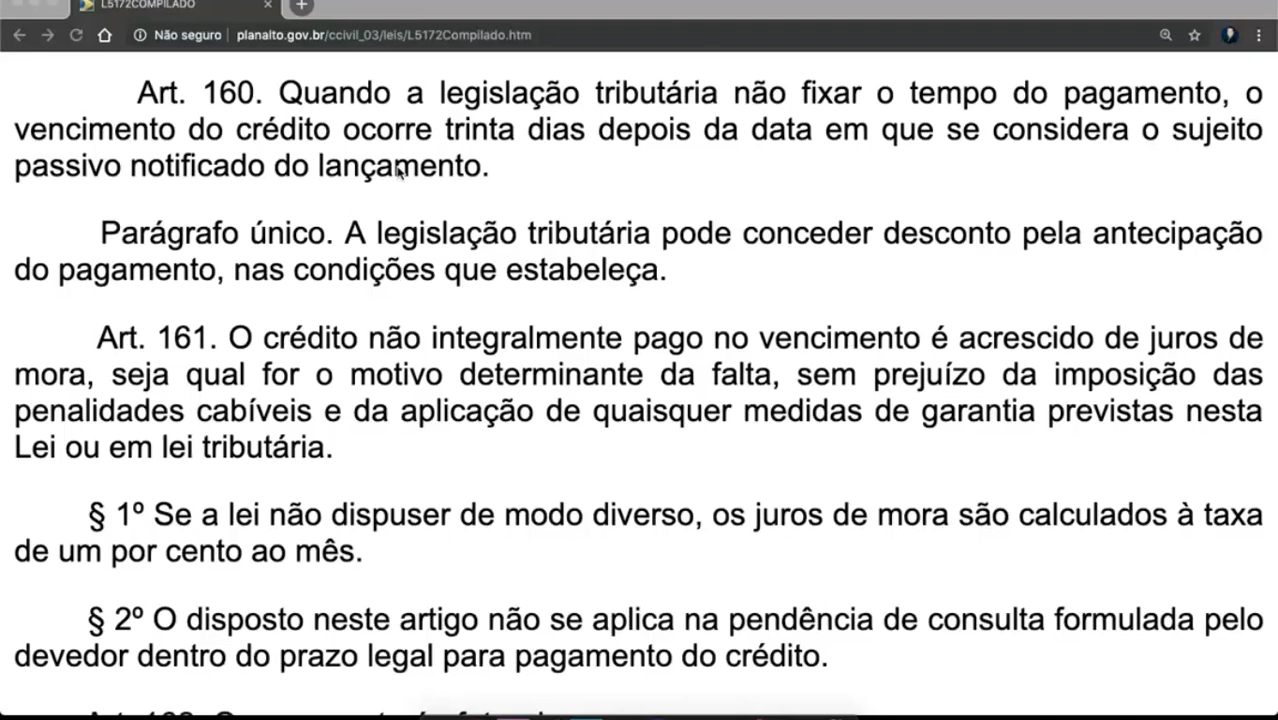 L5172COMPILADO
Não seguro planalto.gov.br/ccivil_03/leis/L5172Compilado.htm
Art. 160. Quando a legislação tributária não fixar o tempo do pagamento, o
vencimento do crédito ocorre trinta dias depois da data em que se considera o sujeito
passivo notificado do lançamento.
Parágrafo único. A legislação tributária pode conceder desconto pela antecipação
do pagamento, nas condições que estabeleça.
Art. 161. O crédito não integralmente pago no vencimento é acrescido de juros de
mora, seja qual for o motivo determinante da falta, sem prejuízo da imposição das
penalidades cabíveis e da aplicação de quaisquer medidas de garantia previstas nesta
Lei ou em lei tributária.
§ 1º Se a lei não dispuser de modo diverso, os juros de mora são calculados à taxa
de um por cento ao mês.
§ 2º O disposto neste artigo não se aplica na pendência de consulta formulada pelo
devedor dentro do prazo legal para pagamento do crédito.